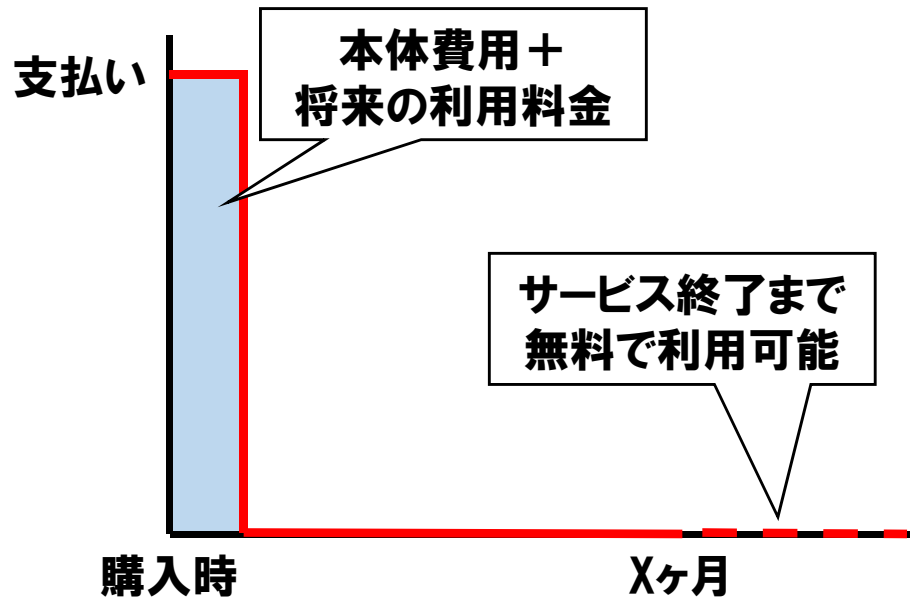 支払い
本体費用＋
将来の利用料金
サービス終了まで
無料で利用可能
購入時
Xヶ月